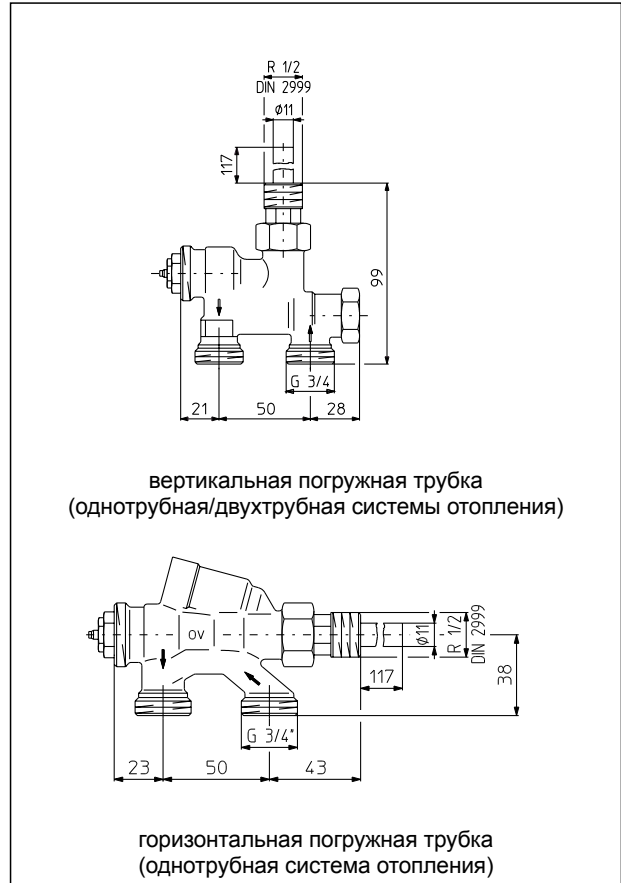 R 1/2
DIN 2999
ø11
117
99
G 3/4
21
50
28
вертикальная погружная трубка
(однотрубная/двухтрубная системы отопления)
OV
ø11
R 1/2
DIN 2999
117
38
G 3/4"
23
50
43
горизонтальная погружная трубка
(однотрубная система отопления)